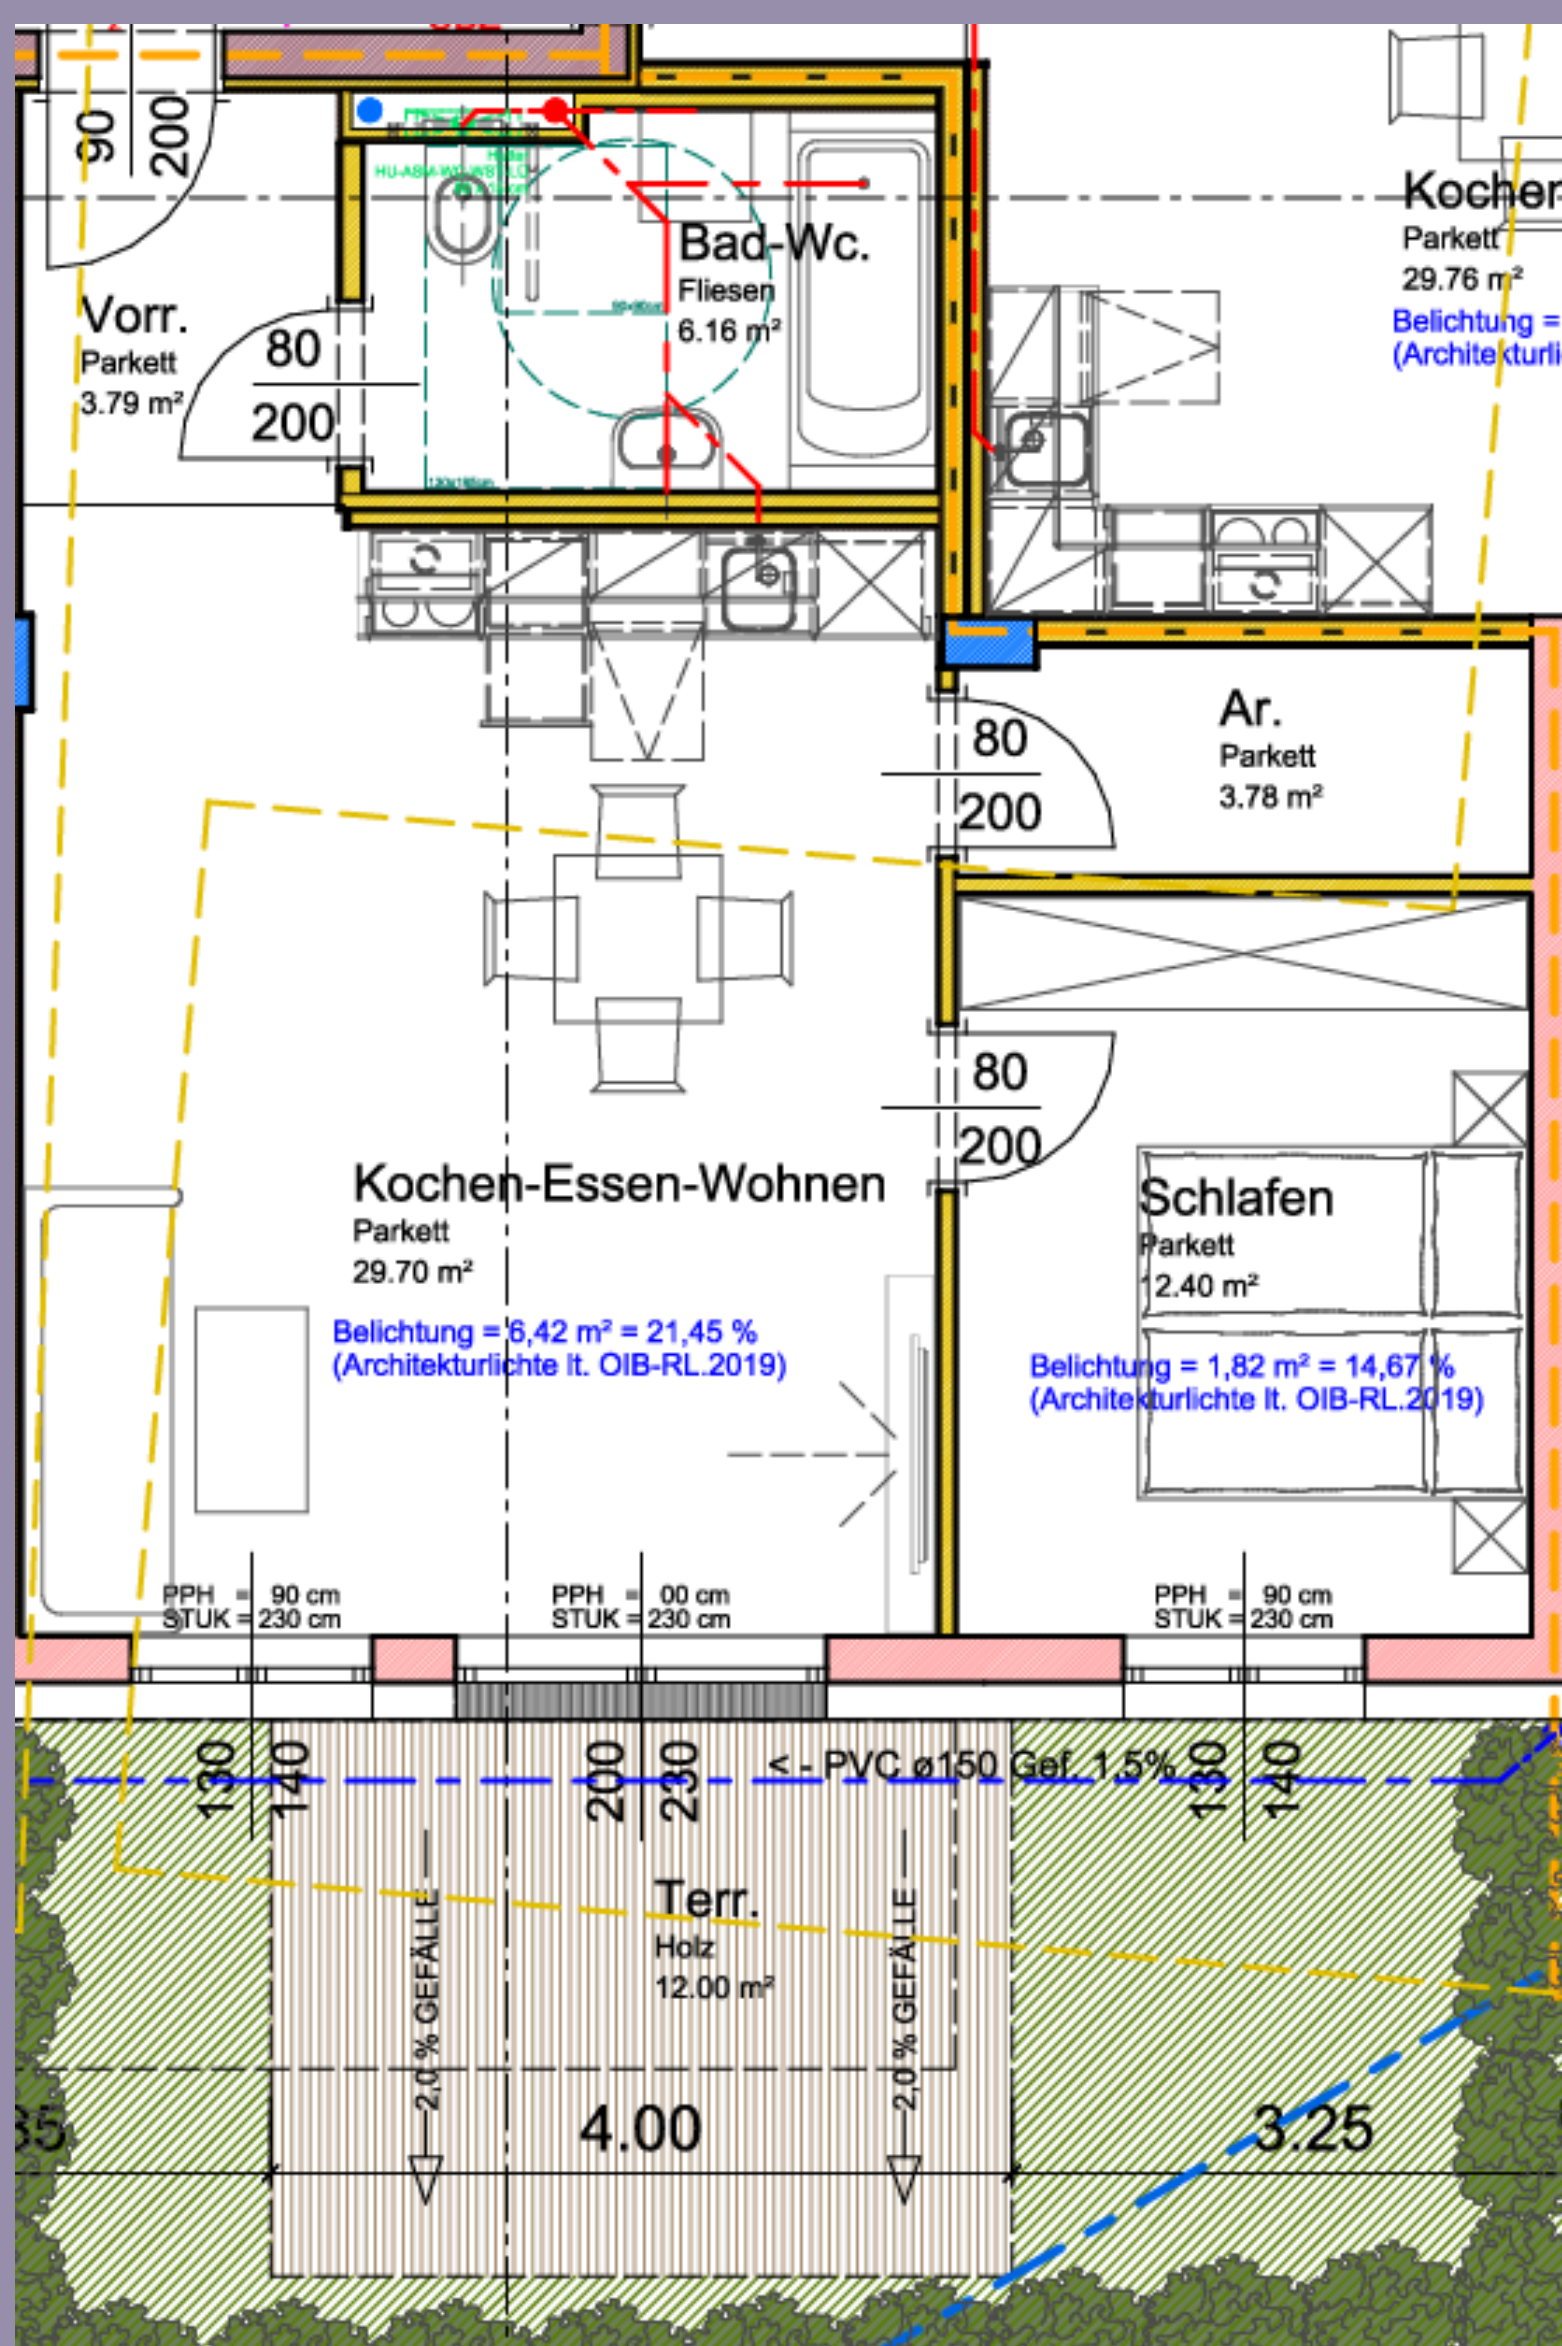 90
200
Vorr.
Parkett
3.79 m²
80
200
HU-ASM-WC-WST-LO
Bad-Wc.
Fliesen
6.16 m²
Parkett
29.76 m²
Belichtung =
80
200
Ar.
Parkett
3.78 m²
80
200
Kochen-Essen-Wohnen
Parkett
29.70 m²
Belichtung = 6,42 m² = 21,45 %
(Architekturlichte lt. OIB-RL.2019)
Schlafen
Parkett
12.40 m²
Belichtung = 1,82 m² = 14,67 %
(Architekturlichte lt. OIB-RL.2019)
PPH = 90 cm
STUK = 230 cm
PPH = 00 cm
STUK = 230 cm
PPH = 90 cm
STUK = 230 cm
130
140
200
230
< - PVC ø150 Gef. 1,5%
130
140
Terr.
Holz
12.00 m²
2,0 % GEFÄLLE
2,0 % GEFÄLLE
4.00
3.25